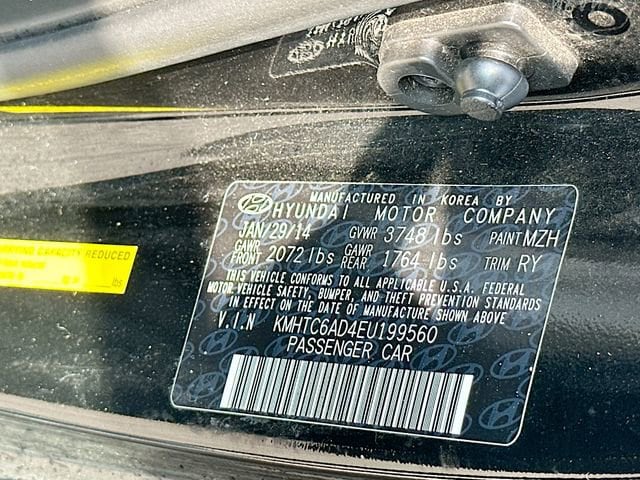 CAPACITY REDUCED
lbs
MANUFACTURED IN KOREA BY
HYUNDAI MOTOR COMPANY
JAN/29/14 GVWR 3748 lbs PAINT MZH
GAWR FRONT 2072 lbs GAWR REAR 1764 lbs TRIM RY
THIS VEHICLE CONFORMS TO ALL APPLICABLE U.S.A. FEDERAL
MOTOR VEHICLE SAFETY, BUMPER, AND THEFT PREVENTION STANDARDS
IN EFFECT ON THE DATE OF MANUFACTURE SHOWN ABOVE
V.I.N KMHTC6AD4EU199560
PASSENGER CAR